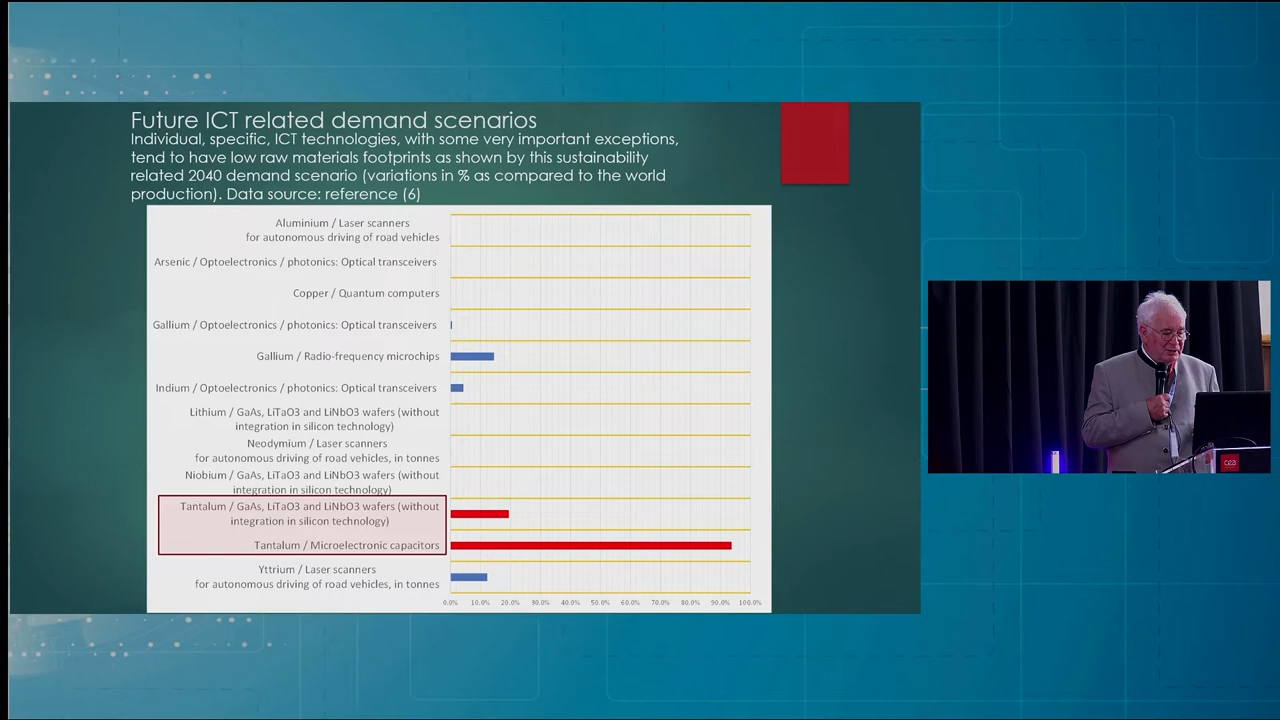 Future ICT related demand scenarios
Individual, specific, ICT technologies, with some very important exceptions,
tend to have low raw materials footprints as shown by this sustainability
related 2040 demand scenario (variations in % as compared to the world
production). Data source: reference (6)
Aluminium / Laser scanners
for autonomous driving of road vehicles
Arsenic / Optoelectronics / photonics: Optical transceivers
Copper / Quantum computers
Gallium / Optoelectronics / photonics: Optical transceivers
Gallium / Radio-frequency microchips
Indium / Optoelectronics / photonics: Optical transceivers
Lithium / GaAs, LiTaO3 and LiNbO3 wafers (without
integration in silicon technology)
Neodymium / Laser scanners
for autonomous driving of road vehicles, in tonnes
Niobium / GaAs, LiTaO3 and LiNbO3 wafers (without
integration in silicon technology)
Tantalum / GaAs, LiTaO3 and LiNbO3 wafers (without
integration in silicon technology)
Tantalum / Microelectronic capacitors
Yttrium / Laser scanners
for autonomous driving of road vehicles, in tonnes
0.0% 10.0% 20.0% 30.0% 40.0% 50.0% 60.0% 70.0% 80.0% 90.0% 100.0%
cea